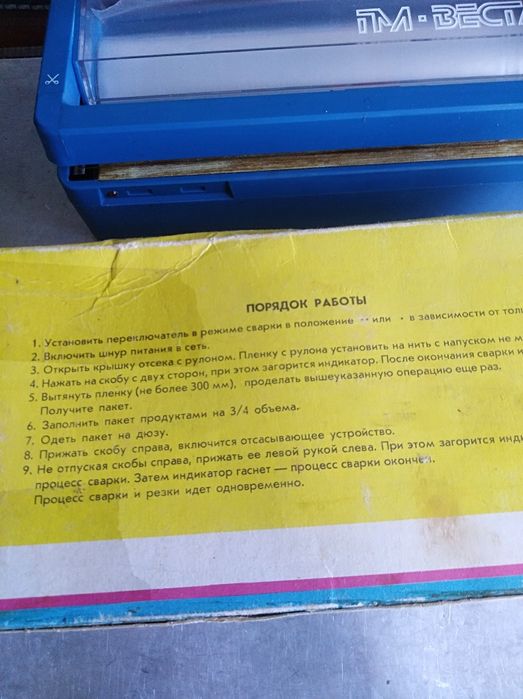 ПМ-ВЕСТА
ПОРЯДОК РАБОТЫ
1. Установить переключатель в режиме сварки в положение •• или • в зависимости от
2. Включить шнур питания в сеть.
3. Открыть крышку отсека с рулоном. Пленку с рулона установить на нить с напуском не
4. Нажать на скобу с двух сторон, при этом загорится индикатор. После окончания сварки
5. Вытянуть пленку (не более 300 мм), проделать вышеуказанную операцию еще раз.
Получите пакет.
6. Заполнить пакет продуктами на 3/4 объема.
7. Одеть пакет на дюзу.
8. Прижать скобу справа, включится отсасывающее устройство.
9. Не отпуская скобы справа, прижать ее левой рукой слева. При этом загорится
процесс сварки. Затем индикатор гаснет — процесс сварки окончен.
Процесс сварки и резки идет одновременно.